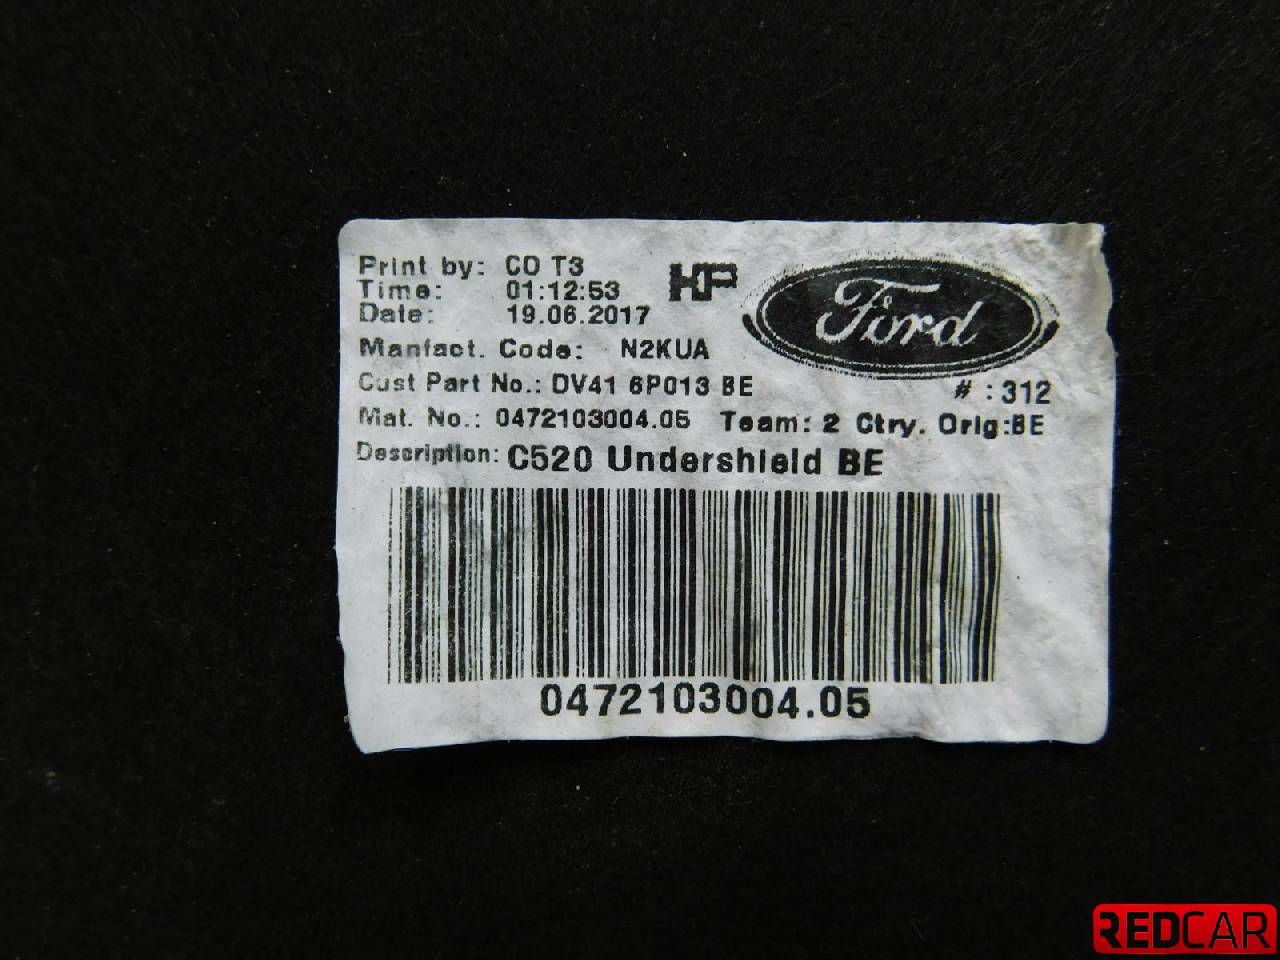 Print by: CO T3
Time: 01:12:53
Date: 19.06.2017
HP
Ford
Manfact. Code: N2KUA
Cust Part No.: DV41 6P013 BE
# : 312
Mat. No.: 0472103004.05 Team: 2 Ctry. Orig:BE
Description: C520 Undershield BE
0472103004.05
REDCAR